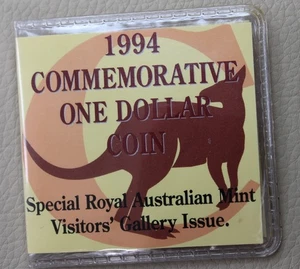 1994
COMMEMORATIVE
ONE DOLLAR
COIN
Special Royal Australian Mint
Visitors' Gallery Issue.